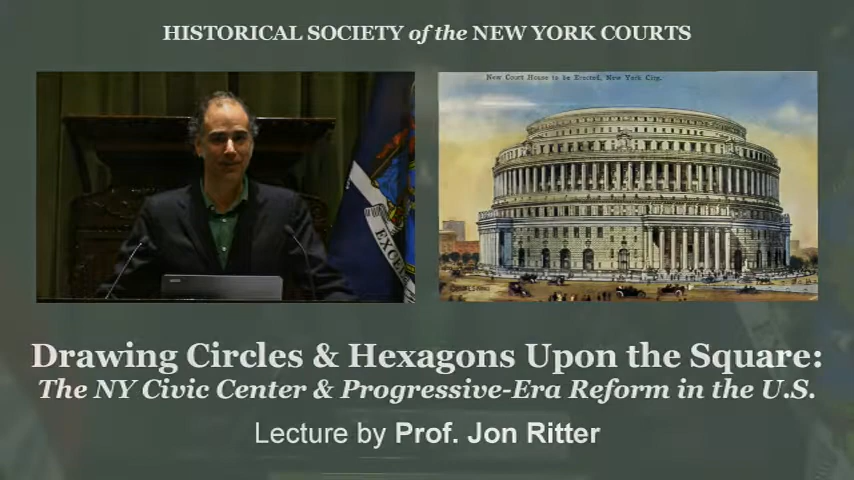 HISTORICAL SOCIETY of the NEW YORK COURTS
New Court House to be Erected, New York City.
EXCE
Drawing Circles & Hexagons Upon the Square:
The NY Civic Center & Progressive-Era Reform in the U.S.
Lecture by Prof. Jon Ritter